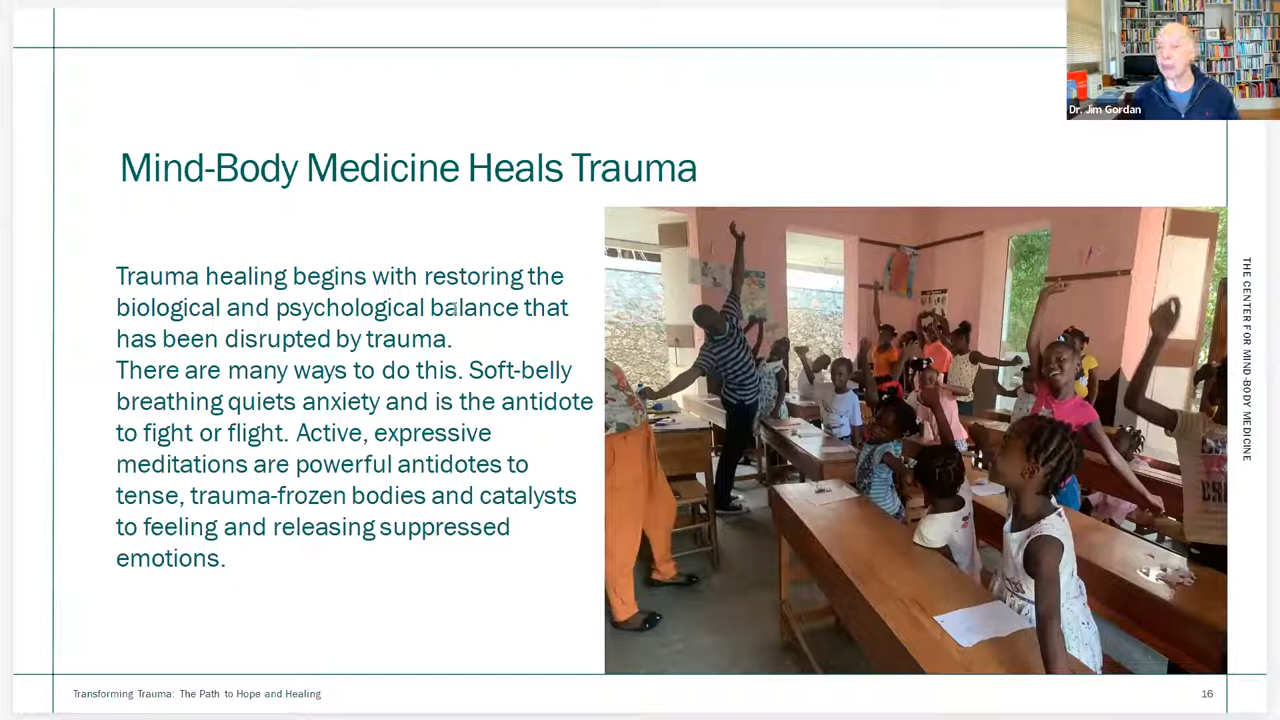 Dr. Jim Gordan
Mind-Body Medicine Heals Trauma
Trauma healing begins with restoring the
biological and psychological balance that
has been disrupted by trauma.
There are many ways to do this. Soft-belly
breathing quiets anxiety and is the antidote
to fight or flight. Active, expressive
meditations are powerful antidotes to
tense, trauma-frozen bodies and catalysts
to feeling and releasing suppressed
emotions.
THE CENTER FOR MIND-BODY MEDICINE
Transforming Trauma: The Path to Hope and Healing
16